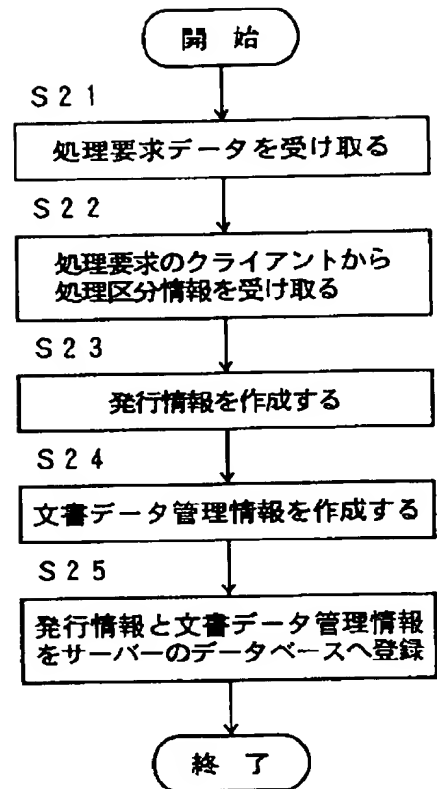 開始
S21
処理要求データを受け取る
S22
処理要求のクライアントから
処理区分情報を受け取る
S23
発行情報を作成する
S24
文書データ管理情報を作成する
S25
発行情報と文書データ管理情報
をサーバーのデータベースへ登録
終了